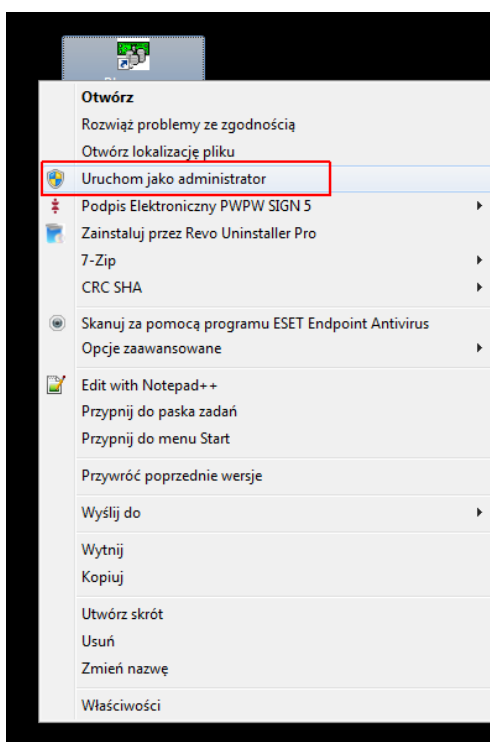 Otwórz
Rozwiąż problemy ze zgodnością
Otwórz lokalizację pliku
Uruchom jako administrator
Podpis Elektroniczny PWPW SIGN 5
Zainstaluj przez Revo Uninstaller Pro
7-Zip
CRC SHA
Skanuj za pomocą programu ESET Endpoint Antivirus
Opcje zaawansowane
Edit with Notepad++
Przypnij do paska zadań
Przypnij do menu Start
Przywróć poprzednie wersje
Wyślij do
Wytnij
Kopiuj
Utwórz skrót
Usuń
Zmień nazwę
Właściwości